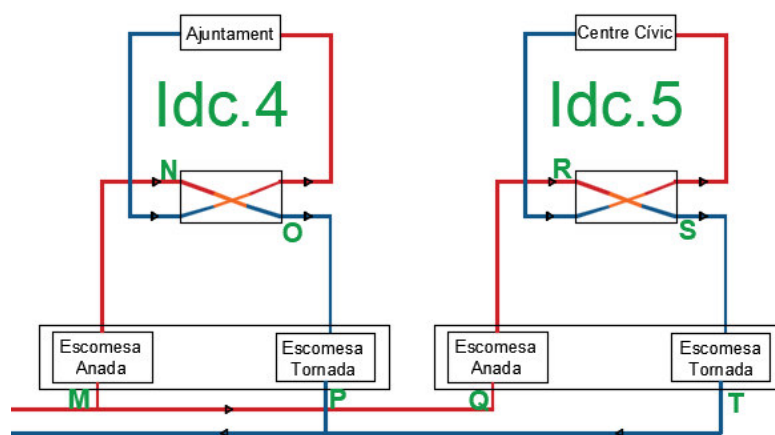 Ajuntament
Centre Cívic
Idc.4
Idc.5
N
R
O
S
Escomesa
Anada
Escomesa
Tornada
Escomesa
Anada
Escomesa
Tornada
M
P
Q
T